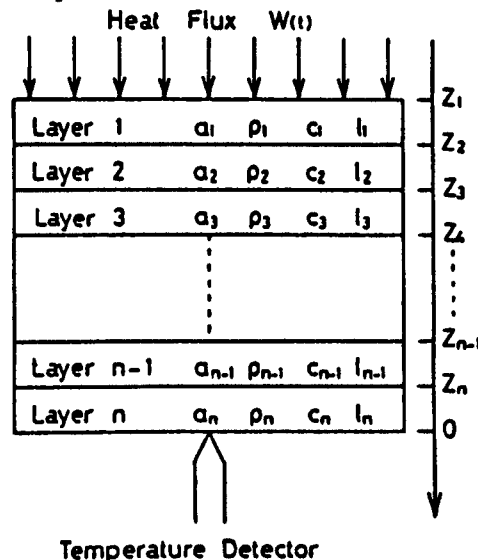 Heat Flux W(t)
Z₁
Layer 1 a₁ ρ₁ c₁ l₁
Z₂
Layer 2 a₂ ρ₂ c₂ l₂
Z₃
Layer 3 a₃ ρ₃ c₃ l₃
Z₄
Zₙ₋₁
Layer n-1 aₙ₋₁ ρₙ₋₁ cₙ₋₁ lₙ₋₁
Zₙ
Layer n aₙ ρₙ cₙ lₙ
0
Temperature Detector